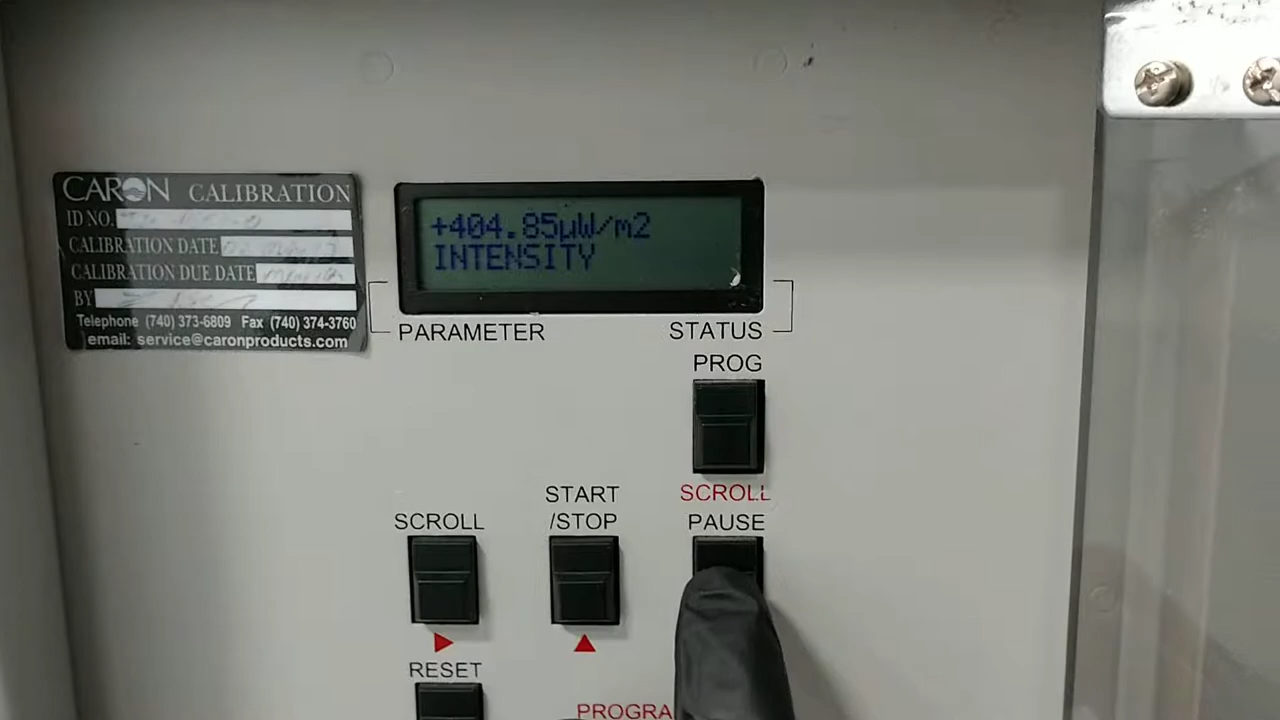 CARON CALIBRATION
ID NO.
CALIBRATION DATE
CALIBRATION DUE DATE
BY
Telephone (740) 373-6809 Fax (740) 374-3760
email: service@caronproducts.com
+404.85µW/m2
INTENSITY
PARAMETER
STATUS
PROG
SCROLL
PAUSE
START
/STOP
SCROLL
RESET